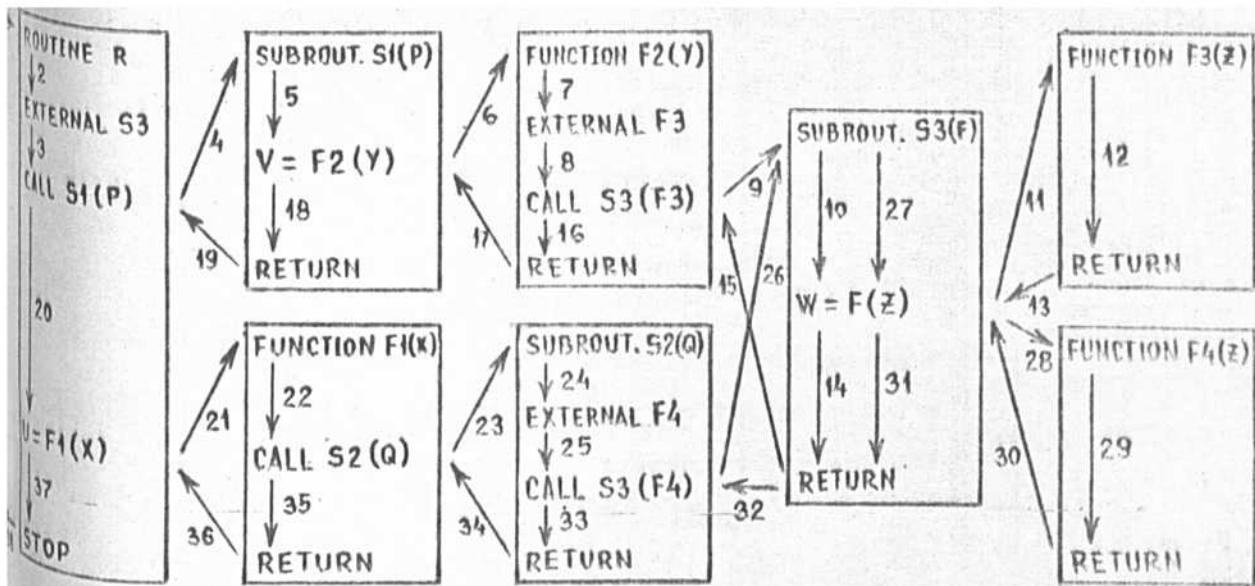 ROUTINE R
2
EXTERNAL S3
3
CALL S1(P)
20
U=F1(X)
37
STOP
4
19
21
36
SUBROUT. S1(P)
5
V = F2(Y)
18
RETURN
FUNCTION F1(X)
22
CALL S2(Q)
35
RETURN
6
17
23
34
FUNCTION F2(Y)
7
EXTERNAL F3
8
CALL S3(F3)
16
RETURN
SUBROUT. S2(Q)
24
EXTERNAL F4
25
CALL S3(F4)
33
RETURN
9
15
26
32
SUBROUT. S3(F)
10 27
W = F(Z)
14 31
RETURN
11
13
28
30
FUNCTION F3(Z)
12
RETURN
FUNCTION F4(Z)
29
RETURN